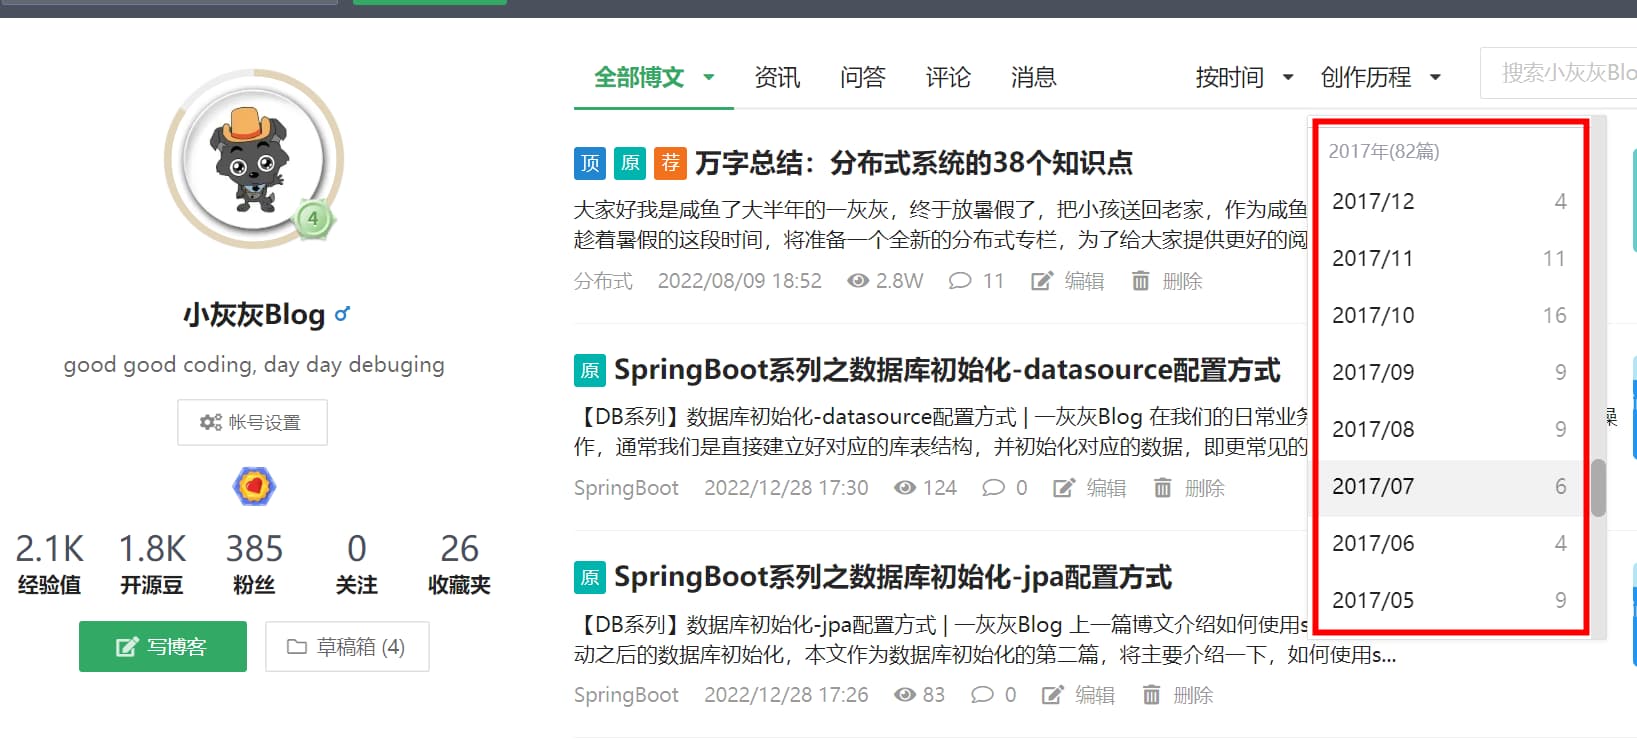 4
小灰灰Blog
good good coding, day day debuging
帐号设置
2.1K 1.8K 385 0 26
经验值 开源豆 粉丝 关注 收藏夹
写博客 草稿箱 (4)
全部博文 资讯 问答 评论 消息 按时间 创作历程 搜索小灰灰Blo
顶 原 荐 万字总结：分布式系统的38个知识点
大家好我是咸鱼了大半年的一灰灰，终于放暑假了，把小孩送回老家，作为咸鱼
趁着暑假的这段时间，将准备一个全新的分布式专栏，为了给大家提供更好的阅
分布式 2022/08/09 18:52 2.8W 11 编辑 删除
原 SpringBoot系列之数据库初始化-datasource配置方式
【DB系列】数据库初始化-datasource配置方式 | 一灰灰Blog 在我们的日常业务 操
作，通常我们是直接建立好对应的库表结构，并初始化对应的数据，即更常见的
SpringBoot 2022/12/28 17:30 124 0 编辑 删除
原 SpringBoot系列之数据库初始化-jpa配置方式
【DB系列】数据库初始化-jpa配置方式 | 一灰灰Blog 上一篇博文介绍如何使用s
动之后的数据库初始化，本文作为数据库初始化的第二篇，将主要介绍一下，如何使用s...
SpringBoot 2022/12/28 17:26 83 0 编辑 删除
2017年(82篇)
2017/12 4
2017/11 11
2017/10 16
2017/09 9
2017/08 9
2017/07 6
2017/06 4
2017/05 9